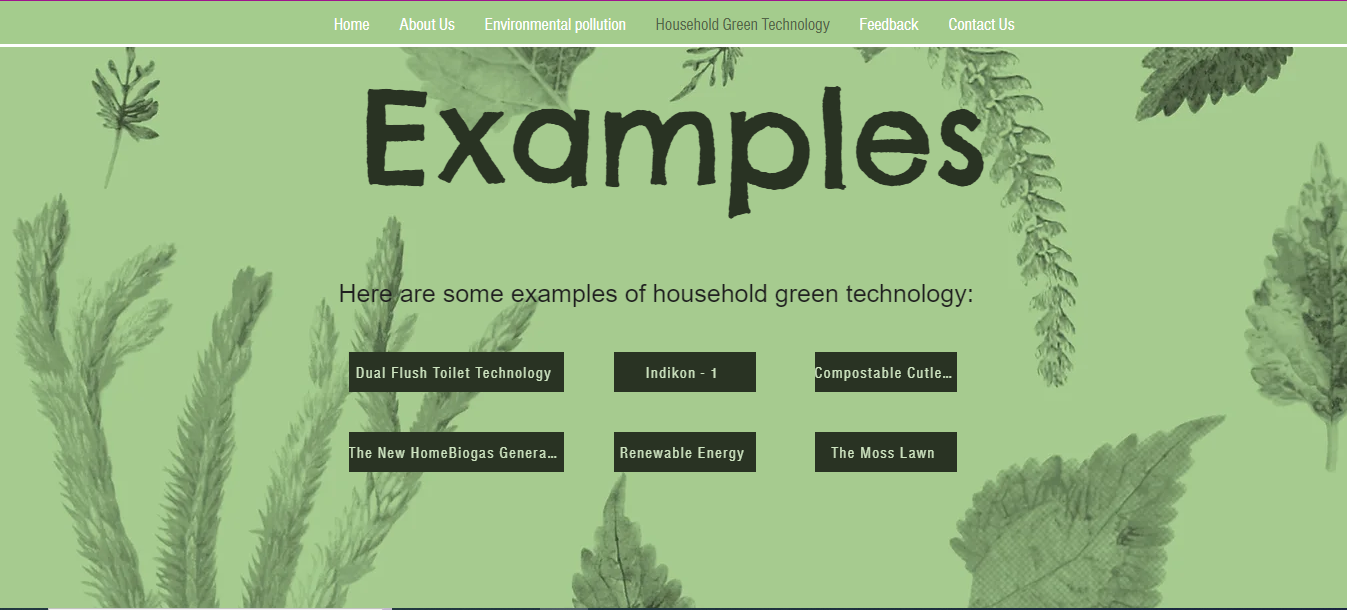 Home About Us Environmental pollution Household Green Technology Feedback Contact Us
Examples
Here are some examples of household green technology:
Dual Flush Toilet Technology Indikon - 1 Compostable Cutle...
The New HomeBiogas Genera... Renewable Energy The Moss Lawn